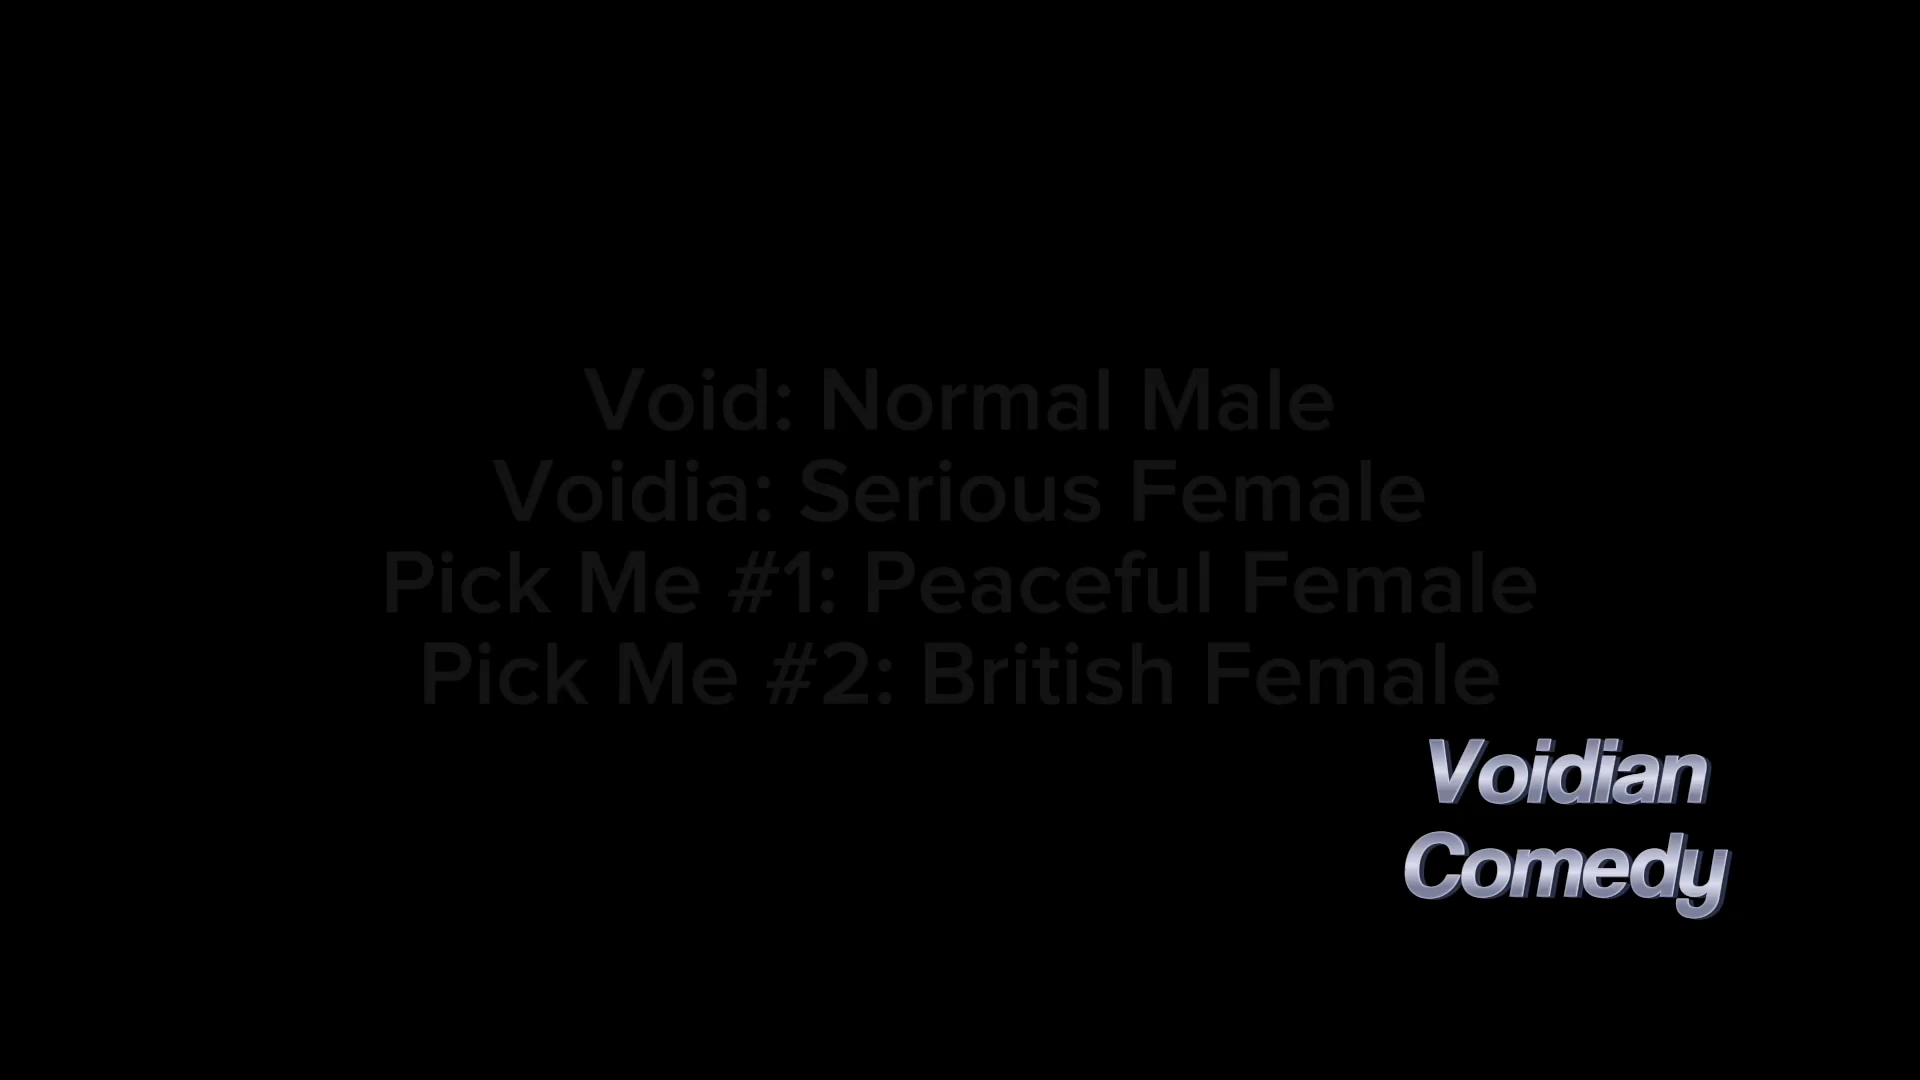 Void: Normal Male
Voidia: Serious Female
Pick Me #1: Peaceful Female
Pick Me #2: British Female
Voidian
Comedy